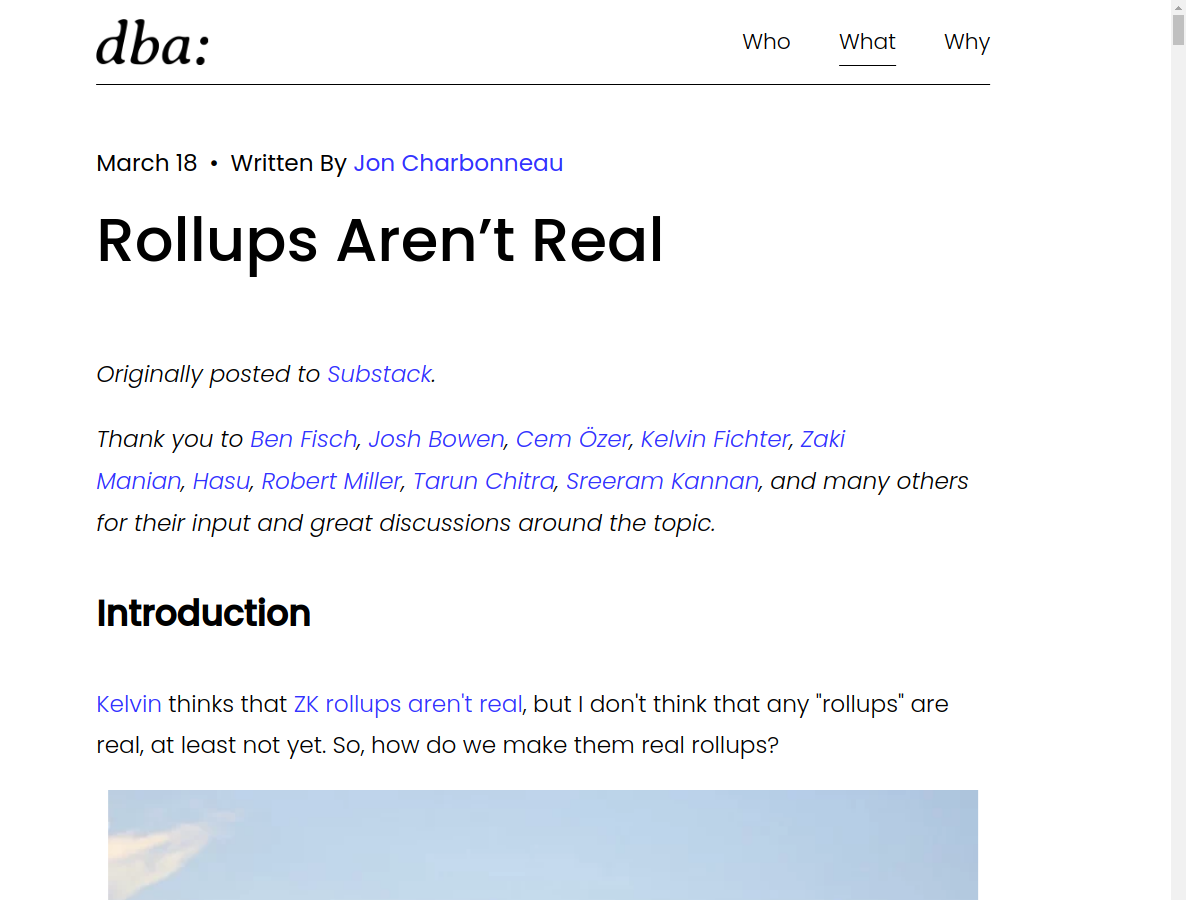 dba:
Who What Why
March 18 • Written By Jon Charbonneau
Rollups Aren’t Real
Originally posted to Substack.
Thank you to Ben Fisch, Josh Bowen, Cem Özer, Kelvin Fichter, Zaki
Manian, Hasu, Robert Miller, Tarun Chitra, Sreeram Kannan, and many others
for their input and great discussions around the topic.
Introduction
Kelvin thinks that ZK rollups aren't real, but I don't think that any "rollups" are
real, at least not yet. So, how do we make them real rollups?